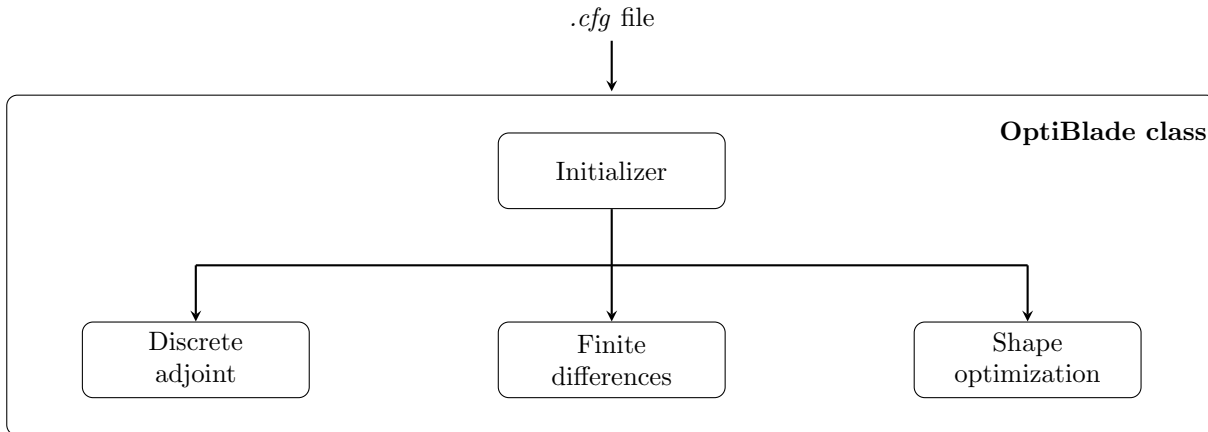 .cfg file
OptiBlade class
Initializer
Discrete
adjoint
Finite
differences
Shape
optimization